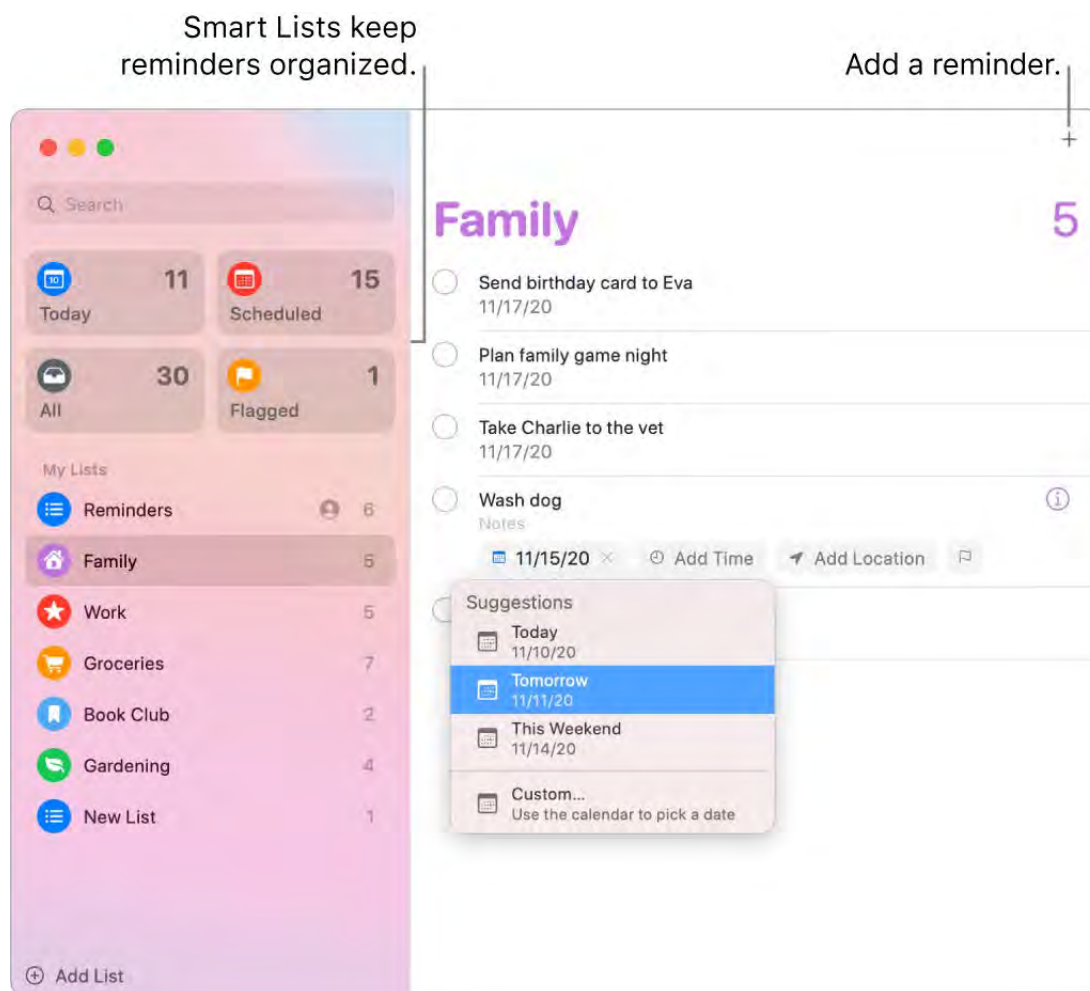 Smart Lists keep
reminders organized.
Add a reminder.
+
Search
10
11
Today
15
Scheduled
30
All
1
Flagged
My Lists
Reminders 6
Family 5
Work 5
Groceries 7
Book Club 2
Gardening 4
New List 1
Add List
Family 5
Send birthday card to Eva
11/17/20
Plan family game night
11/17/20
Take Charlie to the vet
11/17/20
Wash dog
Notes
11/15/20 × Add Time Add Location
Suggestions
Today
11/10/20
Tomorrow
11/11/20
This Weekend
11/14/20
Custom...
Use the calendar to pick a date